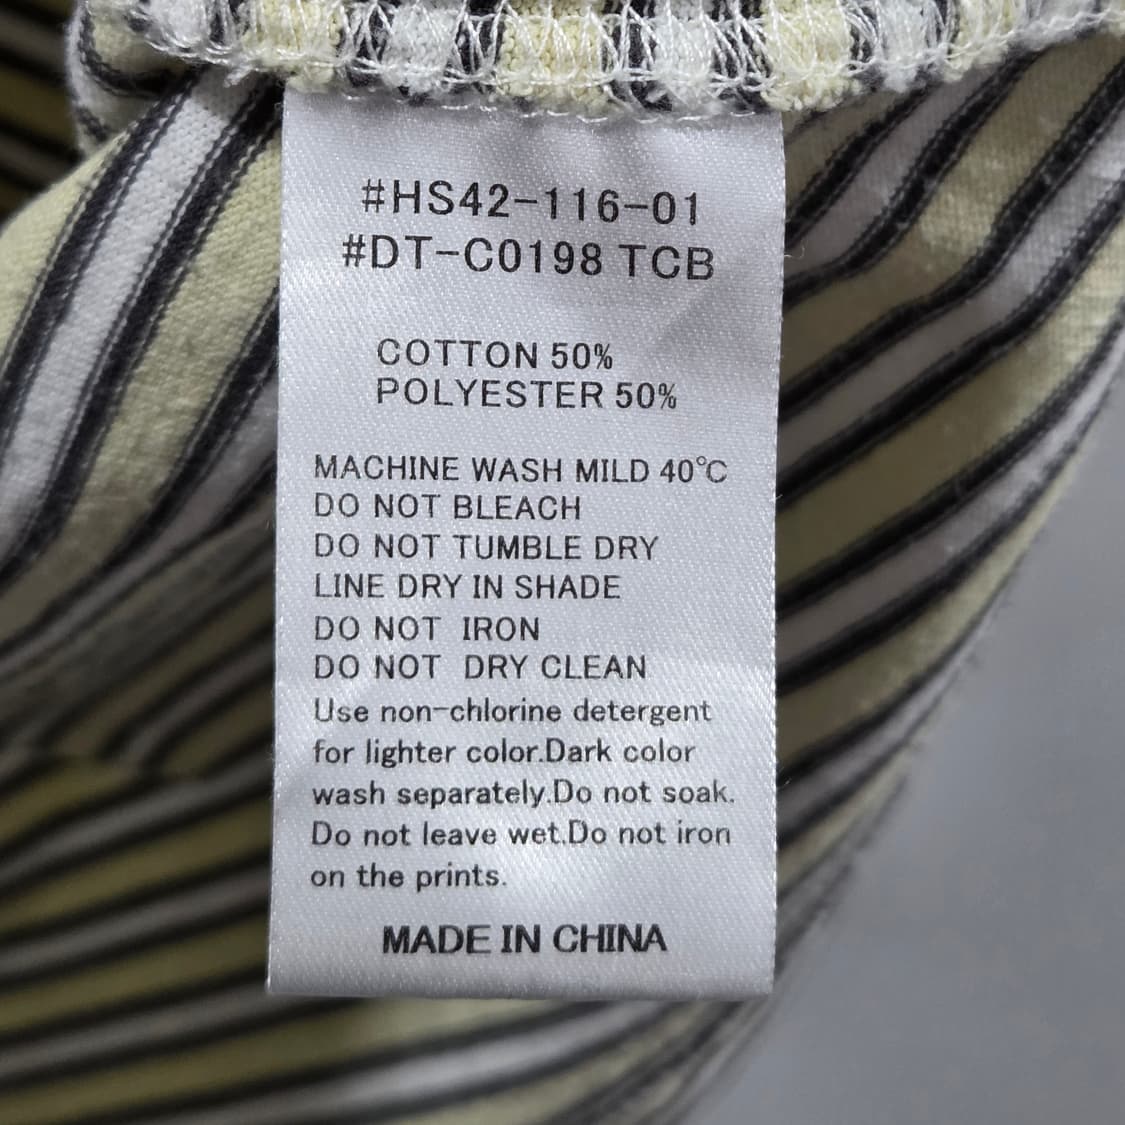 #HS42-116-01
#DT-C0198 TCB
COTTON 50%
POLYESTER 50%
MACHINE WASH MILD 40℃
DO NOT BLEACH
DO NOT TUMBLE DRY
LINE DRY IN SHADE
DO NOT IRON
DO NOT DRY CLEAN
Use non-chlorine detergent
for lighter color.Dark color
wash separately.Do not soak.
Do not leave wet.Do not iron
on the prints.
MADE IN CHINA